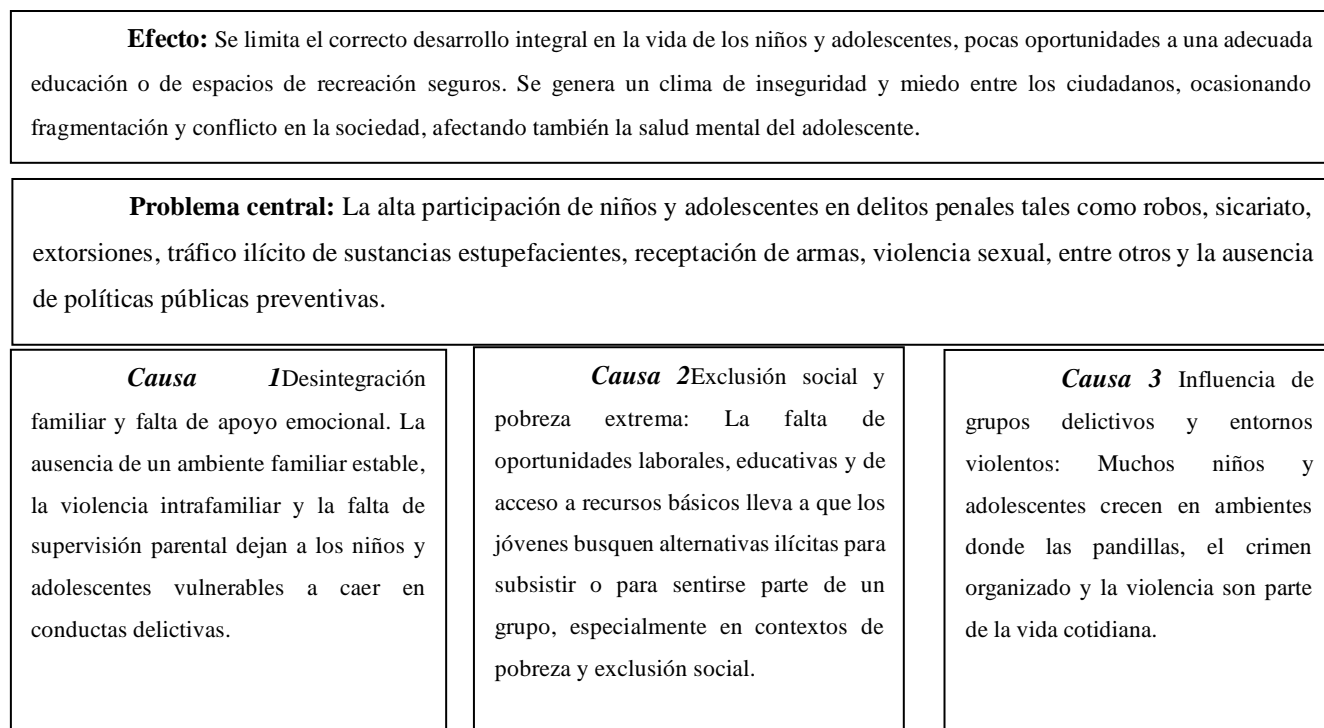 Efecto: Se limita el correcto desarrollo integral en la vida de los niños y adolescentes, pocas oportunidades a una adecuada
educación o de espacios de recreación seguros. Se genera un clima de inseguridad y miedo entre los ciudadanos, ocasionando
fragmentación y conflicto en la sociedad, afectando también la salud mental del adolescente.
Problema central: La alta participación de niños y adolescentes en delitos penales tales como robos, sicariato,
extorsiones, tráfico ilícito de sustancias estupefacientes, receptación de armas, violencia sexual, entre otros y la ausencia
de políticas públicas preventivas.
Causa 1Desintegración
familiar y falta de apoyo emocional. La
ausencia de un ambiente familiar estable,
la violencia intrafamiliar y la falta de
supervisión parental dejan a los niños y
adolescentes vulnerables a caer en
conductas delictivas.
Causa 2Exclusión social y
pobreza extrema: La falta de
oportunidades laborales, educativas y de
acceso a recursos básicos lleva a que los
jóvenes busquen alternativas ilícitas para
subsistir o para sentirse parte de un
grupo, especialmente en contextos de
pobreza y exclusión social.
Causa 3 Influencia de
grupos delictivos y entornos
violentos: Muchos niños y
adolescentes crecen en ambientes
donde las pandillas, el crimen
organizado y la violencia son parte
de la vida cotidiana.